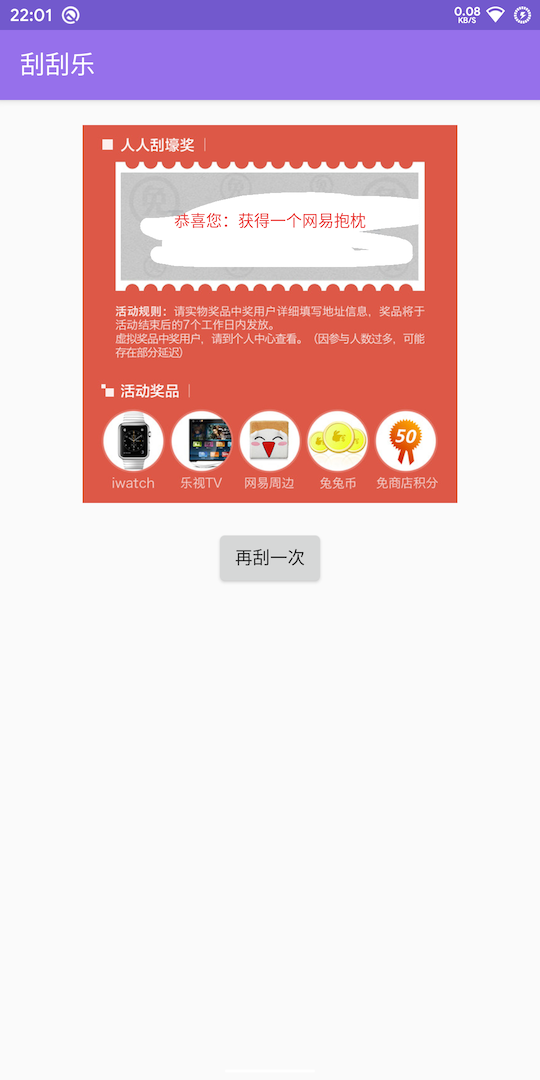 22:01
0.08
KB/S
刮刮乐
人人刮壕奖
恭喜您：获得一个网易抱枕
活动规则：请实物奖品中奖用户详细填写地址信息，奖品将于
活动结束后的7个工作日内发放。
虚拟奖品中奖用户，请到个人中心查看。（因参与人数过多，可能
存在部分延迟）
活动奖品
50
iwatch 乐视TV 网易周边 兔兔币 免商店积分
再刮一次